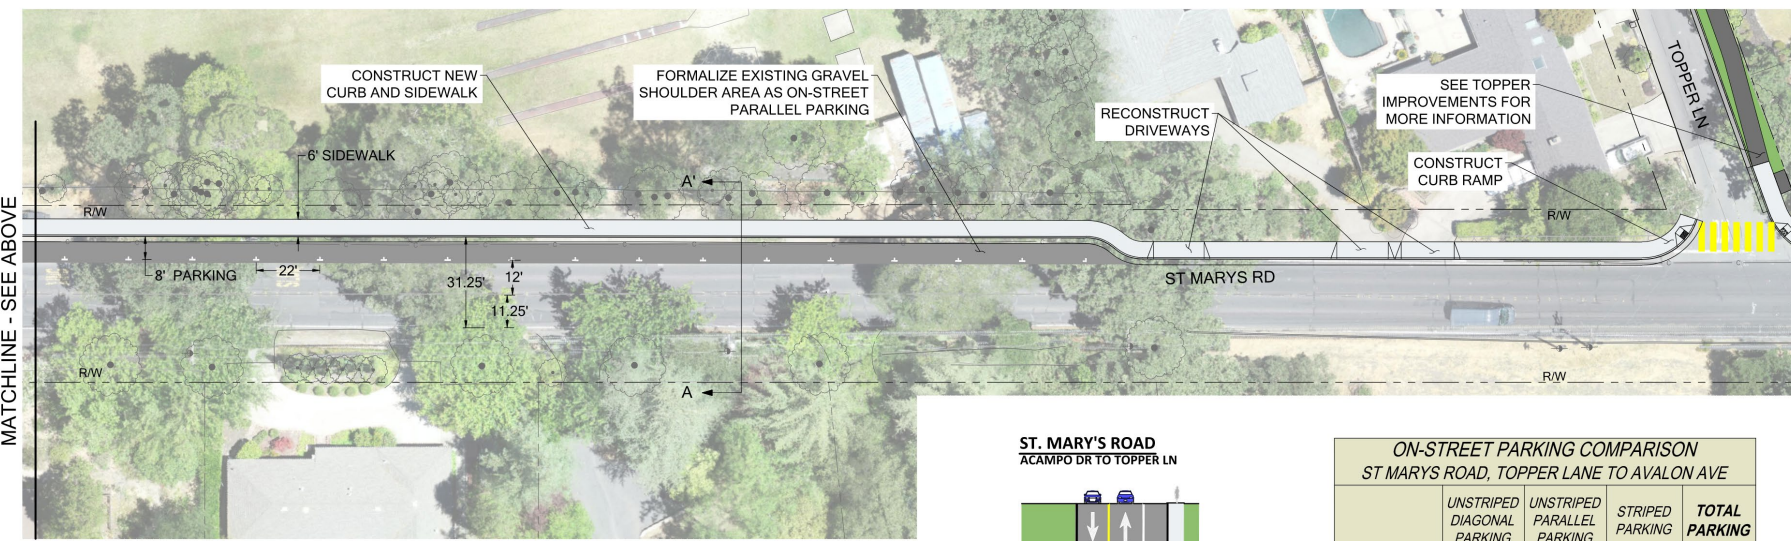 CONSTRUCT NEW
CURB AND SIDEWALK
FORMALIZE EXISTING GRAVEL
SHOULDER AREA AS ON-STREET
PARALLEL PARKING
RECONSTRUCT
DRIVEWAYS
SEE TOPPER
IMPROVEMENTS FOR
MORE INFORMATION
TOPPER LN
CONSTRUCT
CURB RAMP
6' SIDEWALK
A'
R/W
R/W
MATCHLINE - SEE ABOVE
8' PARKING
22'
31.25'
12'
11.25'
ST MARYS RD
R/W
A
R/W
ST. MARY'S ROAD
ACAMPO DR TO TOPPER LN
ON-STREET PARKING COMPARISON
ST MARYS ROAD, TOPPER LANE TO AVALON AVE
UNSTRIPED
DIAGONAL
PARKING
UNSTRIPED
PARALLEL
PARKING
STRIPED
PARKING
TOTAL
PARKING